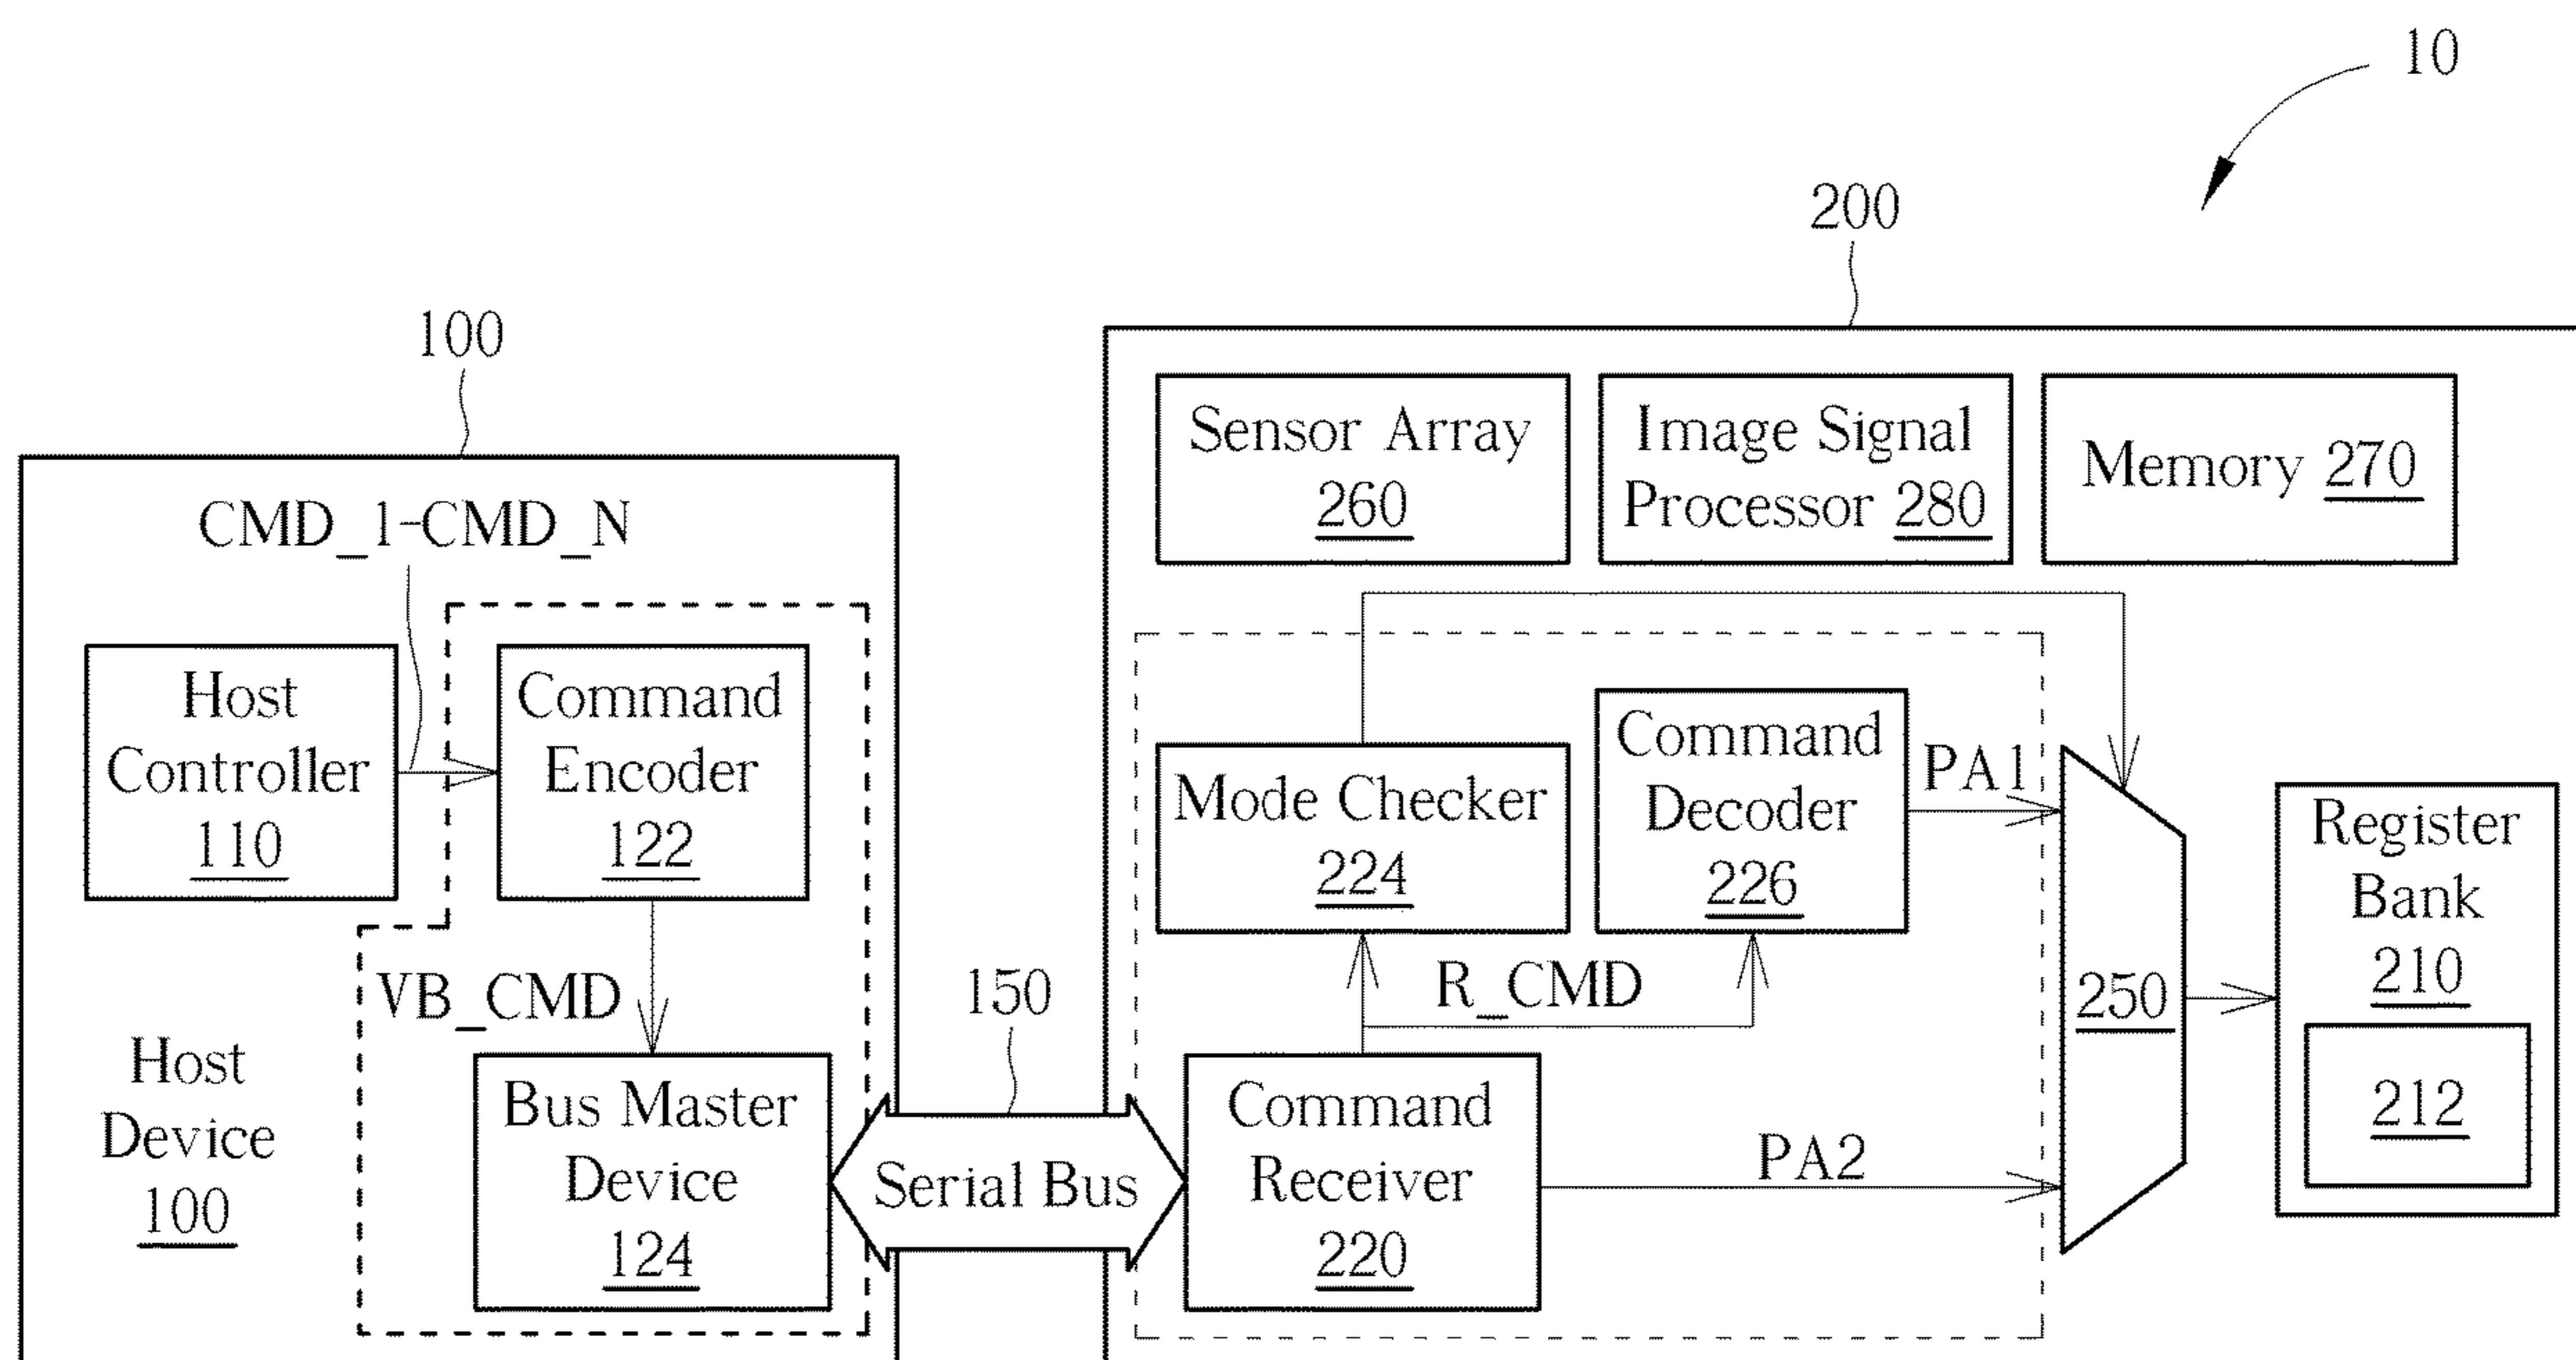 10
200
100
Sensor Array
260
Image Signal
Processor 280
Memory 270
CMD_1-CMD_N
Host
Controller
110
Command
Encoder
122
VB_CMD
Host
Device
100
Bus Master
Device
124
150
Serial Bus
Mode Checker
224
Command
Decoder
226
PA1
R_CMD
Command
Receiver
220
PA2
250
Register
Bank
210
212